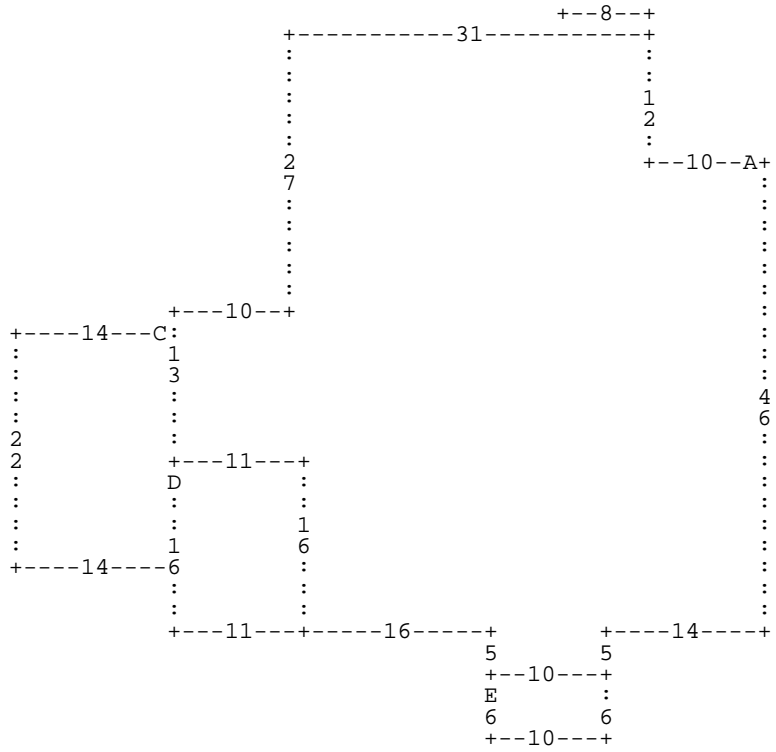 +--8--+
                        +-----------31-----------+
                        :                        :
                        :                        :
                        :                        1
                        :                        2
                        :                        :
                        2                        +--10--A+
                        7                                :
                        :                                :
                        :                                :
                        :                                :
                        :                                :
                        :                                :
             +---10---+                                  :
+----14---C:                                             :
:            1                                           :
:            3                                           4
:            :                                           6
2            :                                           :
2            +---11---+                                  :
:            D        :                                  :
:            :        :                                  :
:            :        1                                  :
:            1        6                                  :
+----14----6          :                                  :
             :        :                                  :
             :        :                                  :
             +---11---+-----16-----+       +----14----+
                                   5       5
                                   +--10--+
                                   E       :
                                   6       6
                                   +--10--+